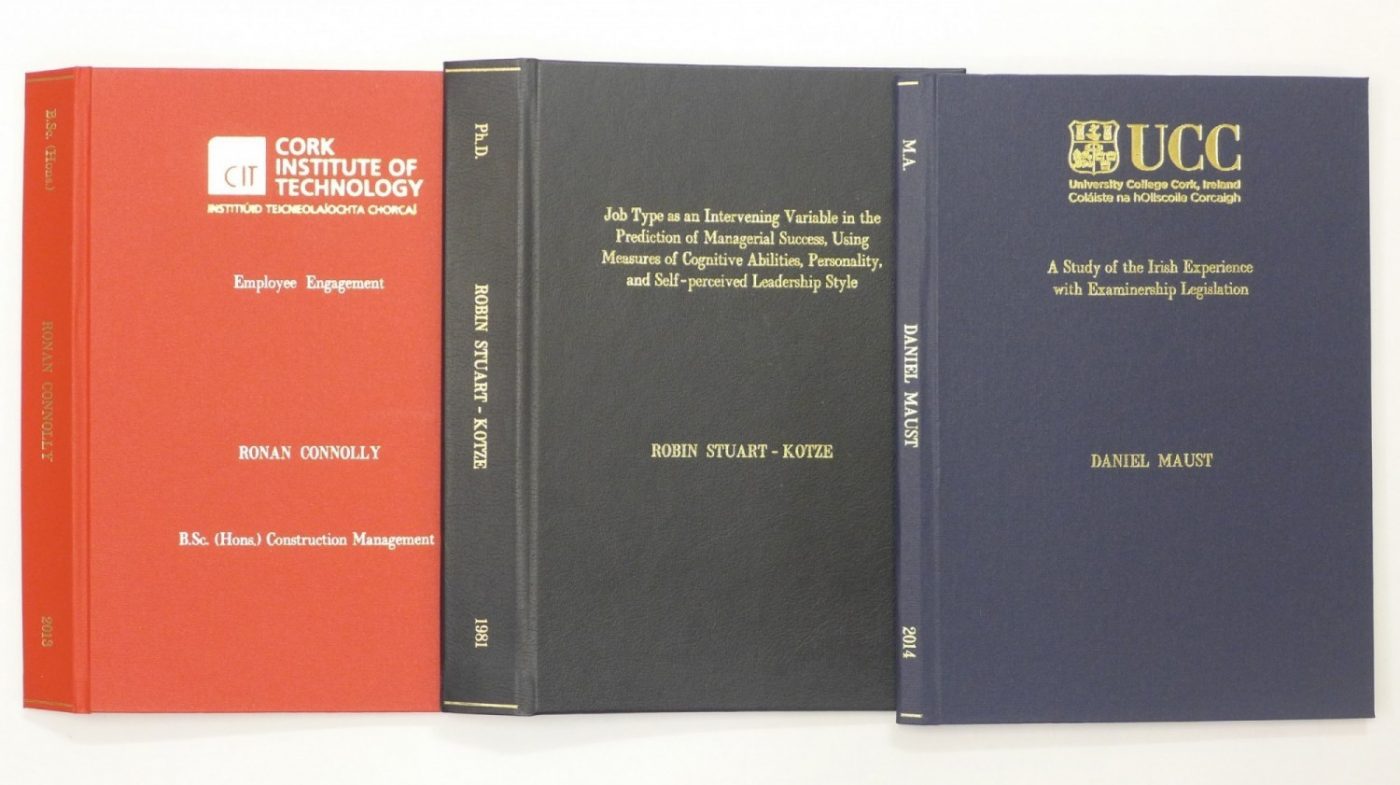 B.Sc. (Hons.)
RONAN CONNOLLY
2013
CIT
CORK
INSTITUTE OF
TECHNOLOGY
INSTITIÚID TEICNEOLAÍOCHTA CHORCAÍ
Employee Engagement
RONAN CONNOLLY
B.Sc. (Hons.) Construction Management
Ph.D.
ROBIN STUART - KOTZE
1981
Job Type as an Intervening Variable in the
Prediction of Managerial Success, Using
Measures of Cognitive Abilities, Personality,
and Self-perceived Leadership Style
ROBIN STUART - KOTZE
M.A.
DANIEL MAUST
2014
UCC
University College Cork, Ireland
Coláiste na hOllscoile Corcaigh
A Study of the Irish Experience
with Examinership Legislation
DANIEL MAUST